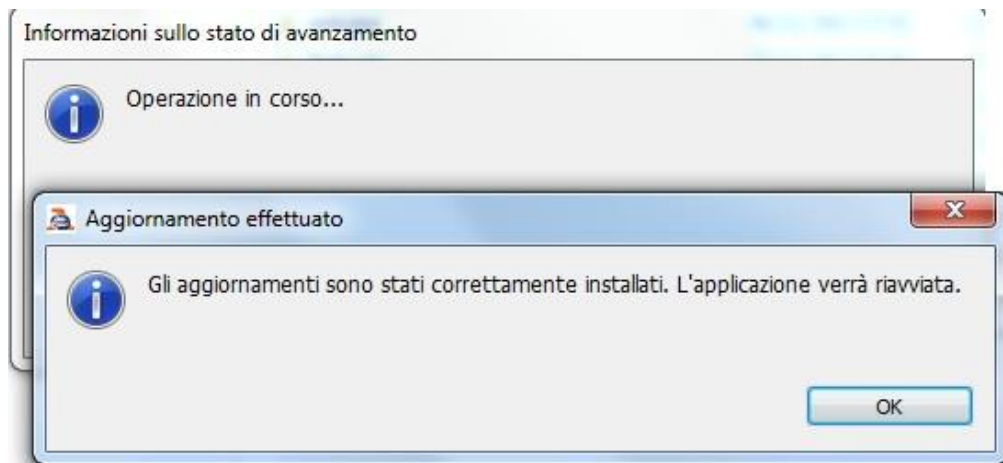 Informazioni sullo stato di avanzamento
Operazione in corso...
Aggiornamento effettuato
Gli aggiornamenti sono stati correttamente installati. L'applicazione verrà riavviata.
OK